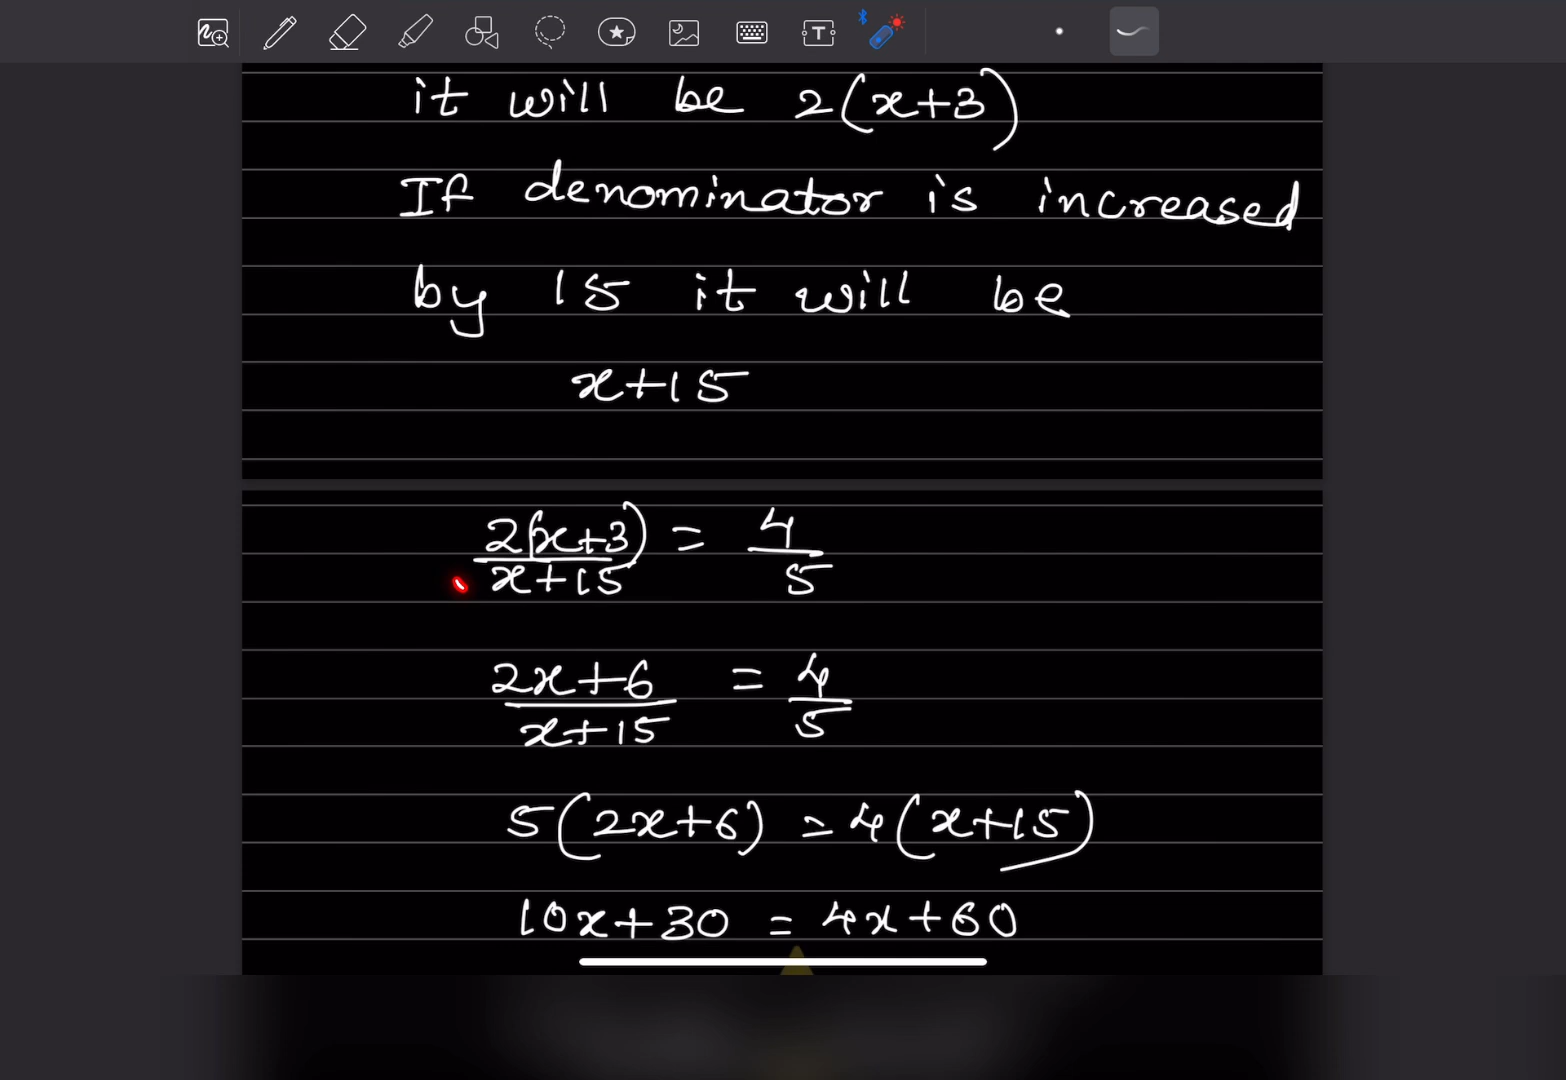 it will be 2(x+3)
If denominator is increased
by 15 it will be
x+15
2(x+3)/x+15 = 4/5
2x+6/x+15 = 4/5
5(2x+6) = 4(x+15)
10x+30 = 4x+60